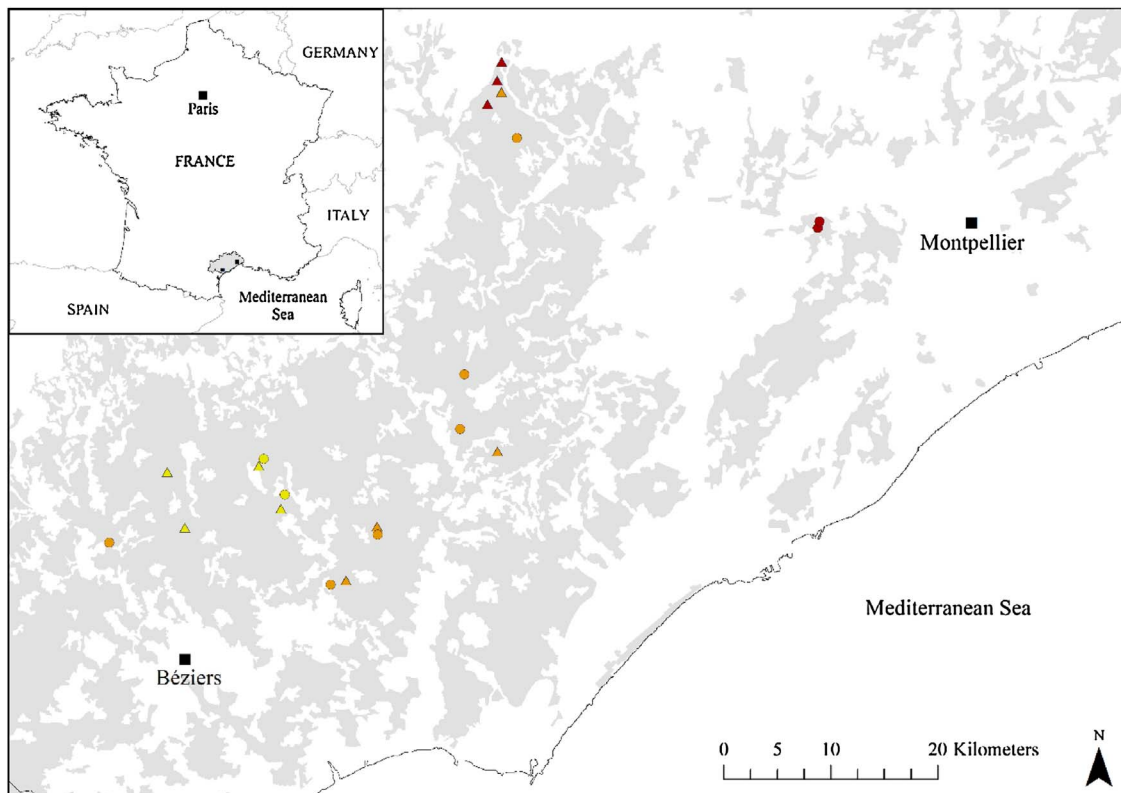 GERMANY
Paris
FRANCE
ITALY
SPAIN
Mediterranean
Sea
Montpellier
Mediterranean Sea
Béziers
0 5 10 20 Kilometers
N